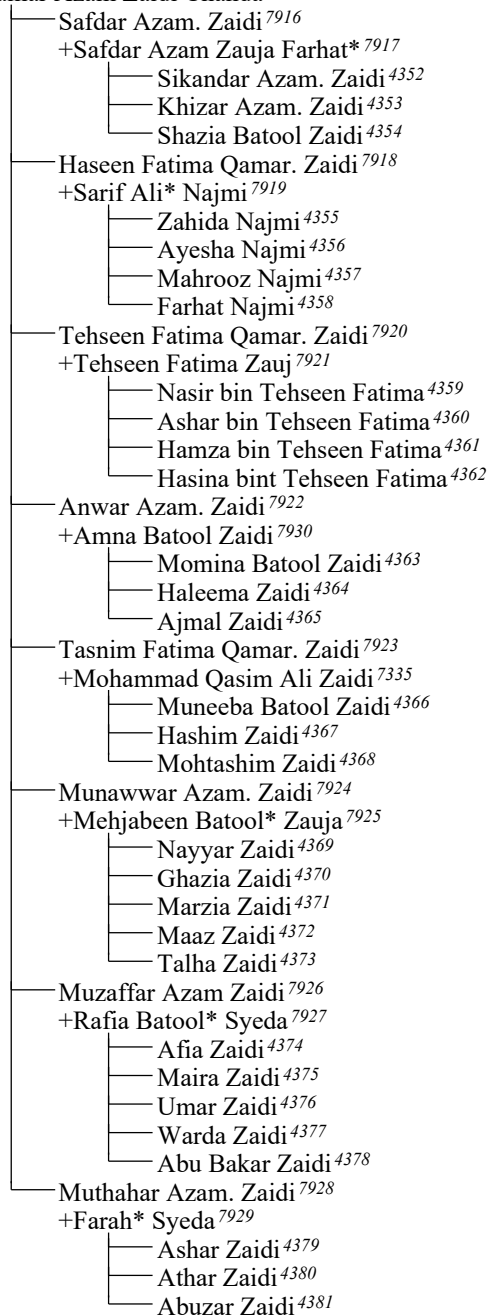 Safdar Azam. Zaidi 7916
+Safdar Azam Zauja Farhat* 7917
Sikandar Azam. Zaidi 4352
Khizar Azam. Zaidi 4353
Shazia Batool Zaidi 4354
Haseen Fatima Qamar. Zaidi 7918
+Sarif Ali* Najmi 7919
Zahida Najmi 4355
Ayesha Najmi 4356
Mahrooz Najmi 4357
Farhat Najmi 4358
Tehseen Fatima Qamar. Zaidi 7920
+Tehseen Fatima Zauj 7921
Nasir bin Tehseen Fatima 4359
Ashar bin Tehseen Fatima 4360
Hamza bin Tehseen Fatima 4361
Hasina bint Tehseen Fatima 4362
Anwar Azam. Zaidi 7922
+Amna Batool Zaidi 7930
Momina Batool Zaidi 4363
Haleema Zaidi 4364
Ajmal Zaidi 4365
Tasnim Fatima Qamar. Zaidi 7923
+Mohammad Qasim Ali Zaidi 7335
Muneeba Batool Zaidi 4366
Hashim Zaidi 4367
Mohtashim Zaidi 4368
Munawwar Azam. Zaidi 7924
+Mehjabeen Batool* Zauja 7925
Nayyar Zaidi 4369
Ghazia Zaidi 4370
Marzia Zaidi 4371
Maaz Zaidi 4372
Talha Zaidi 4373
Muzaffar Azam Zaidi 7926
+Rafia Batool* Syeda 7927
Afia Zaidi 4374
Maira Zaidi 4375
Umar Zaidi 4376
Warda Zaidi 4377
Abu Bakar Zaidi 4378
Muthahar Azam. Zaidi 7928
+Farah* Syeda 7929
Ashar Zaidi 4379
Athar Zaidi 4380
Abuzar Zaidi 4381